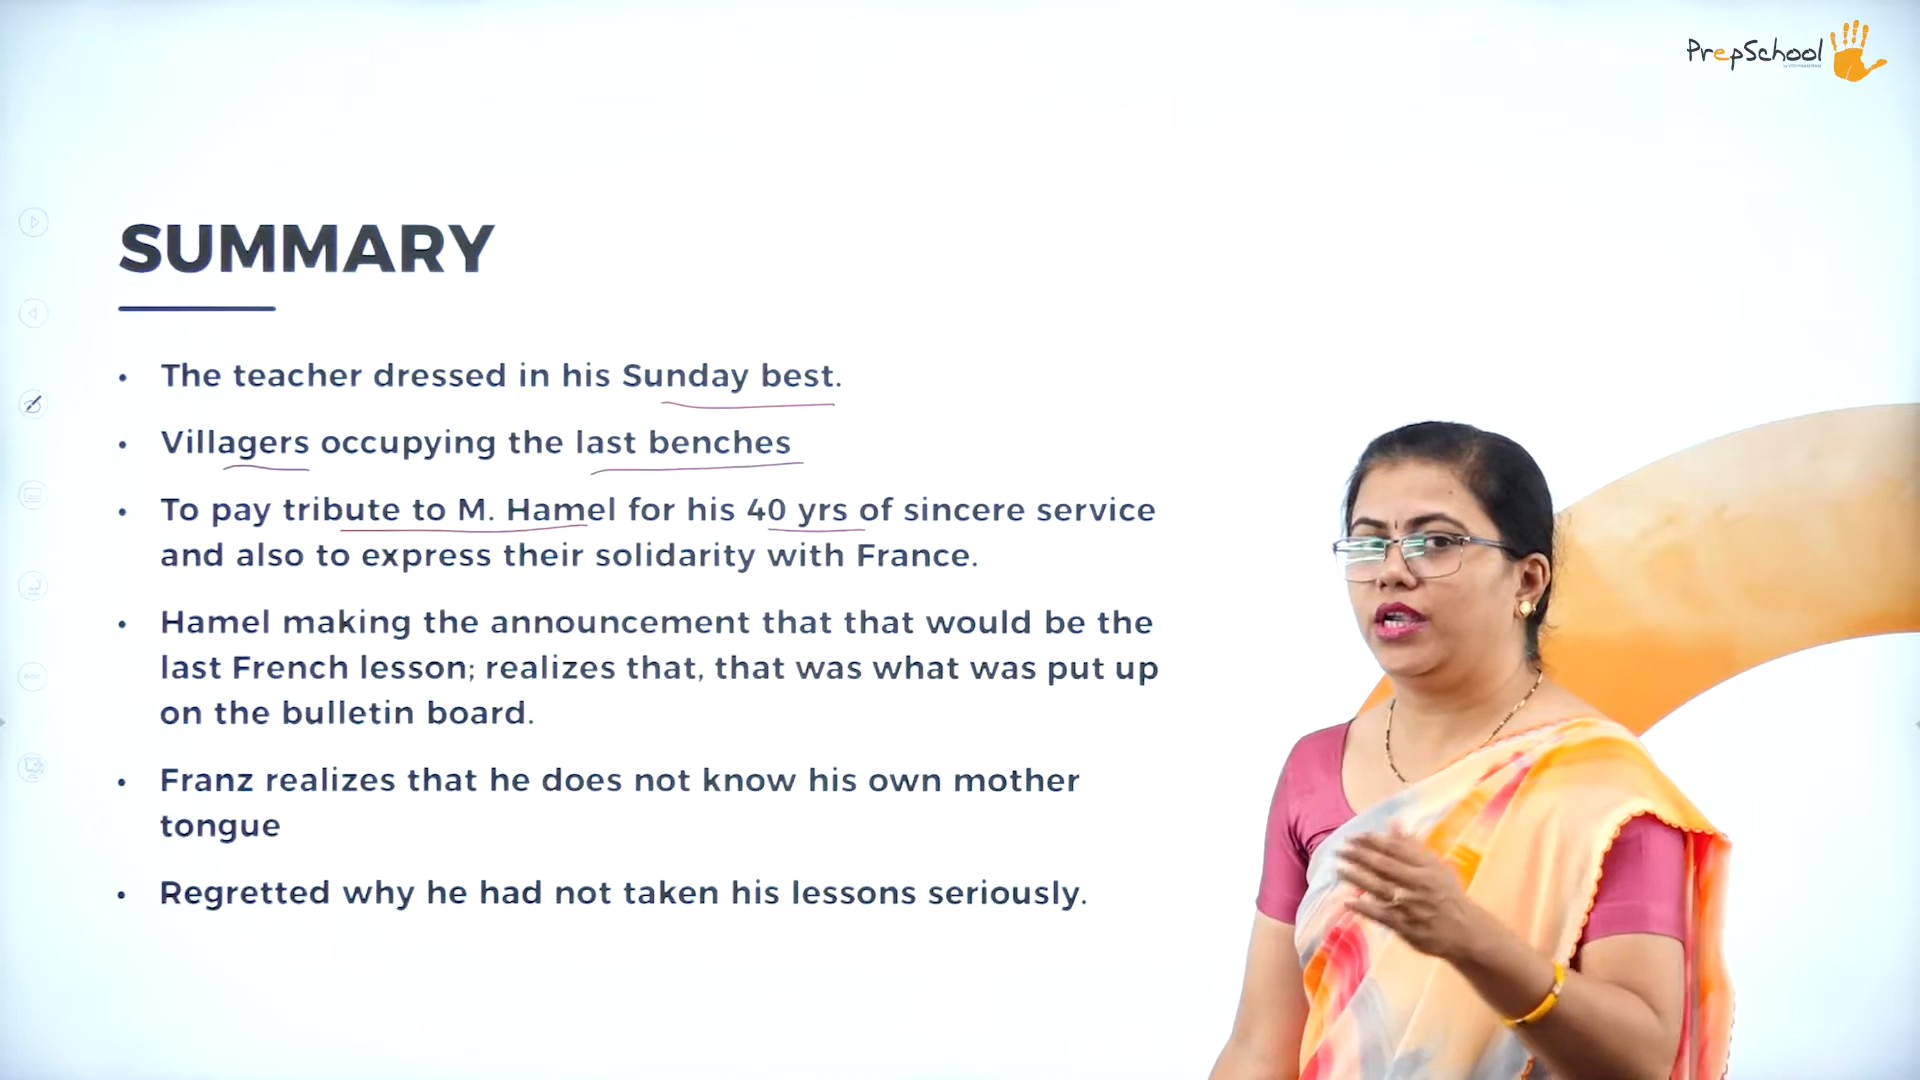 PrepSchool
SUMMARY
• The teacher dressed in his Sunday best.
• Villagers occupying the last benches
• To pay tribute to M. Hamel for his 40 yrs of sincere service
and also to express their solidarity with France.
• Hamel making the announcement that that would be the
last French lesson; realizes that, that was what was put up
on the bulletin board.
• Franz realizes that he does not know his own mother
tongue
• Regretted why he had not taken his lessons seriously.